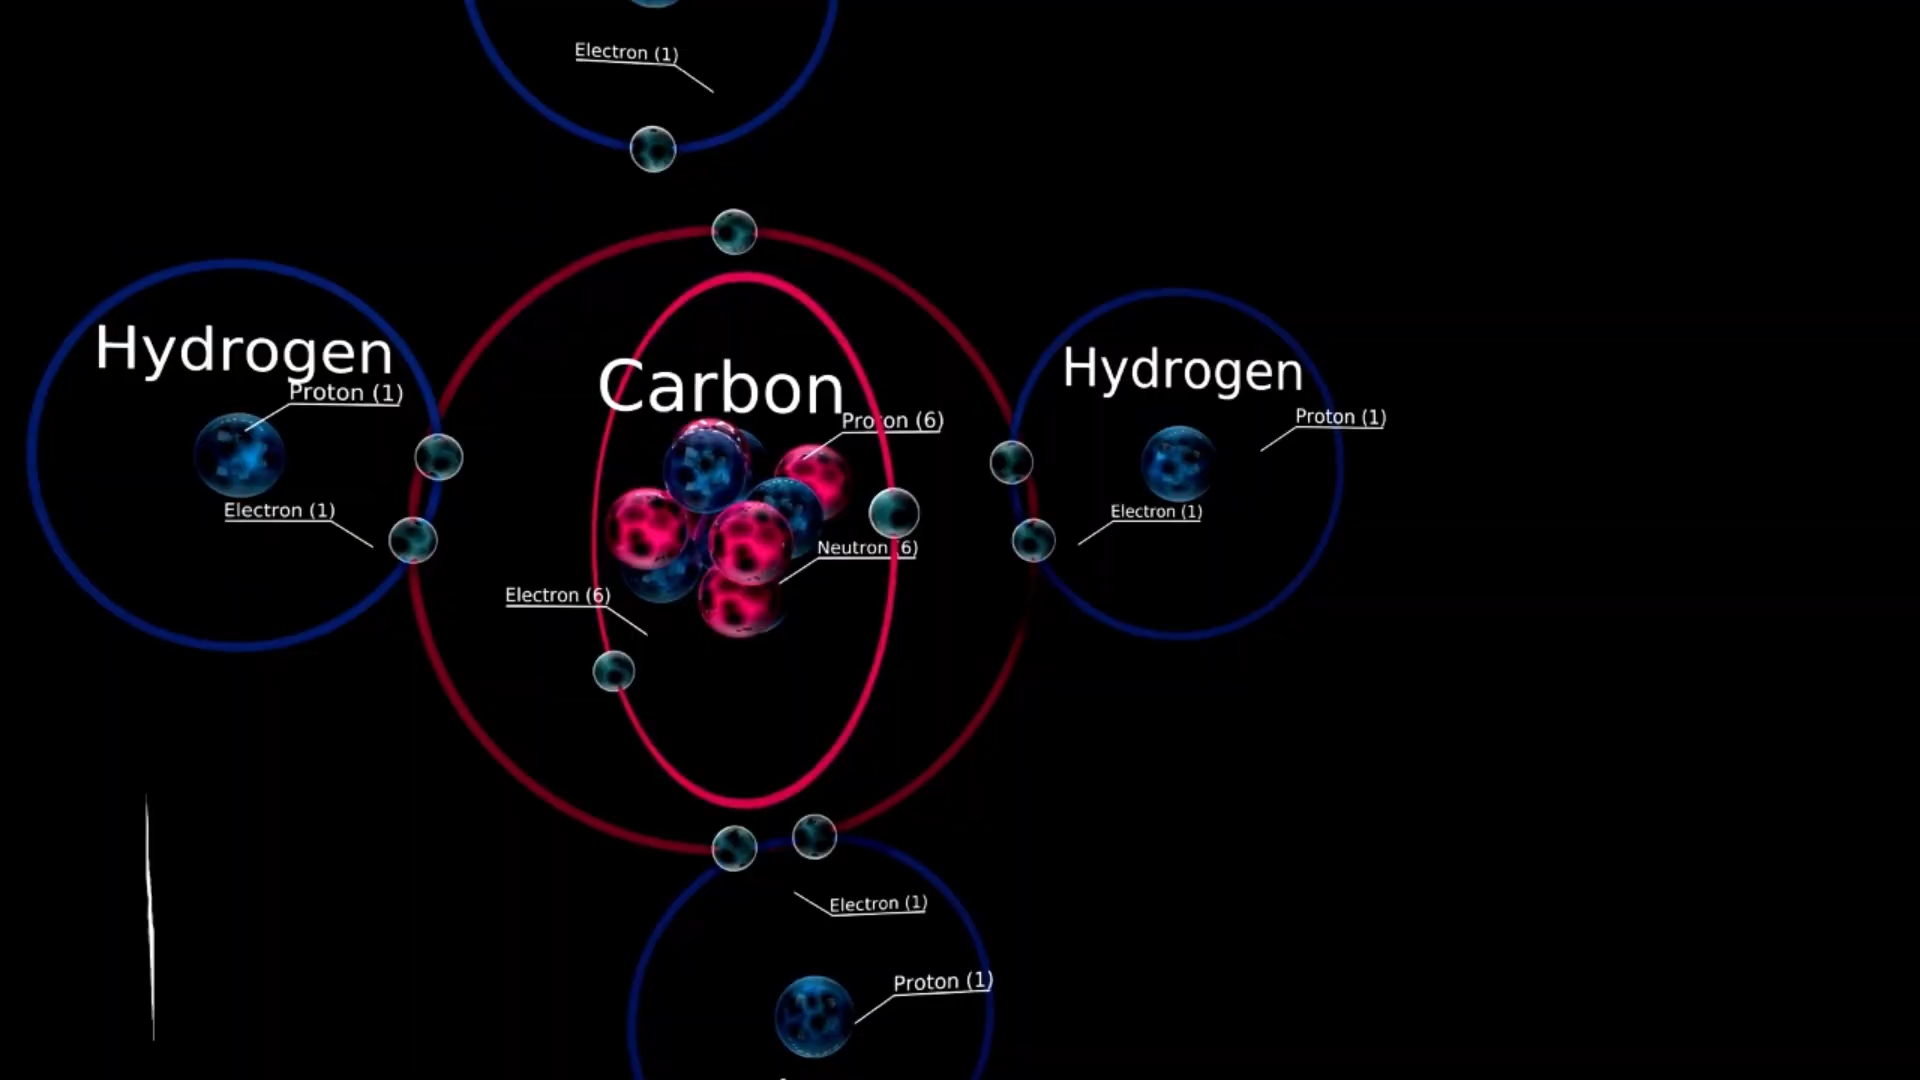 Electron (1)
Hydrogen
Proton (1)
Electron (1)
Carbon
Proton (6)
Neutron (6)
Electron (6)
Hydrogen
Proton (1)
Electron (1)
Electron (1)
Proton (1)